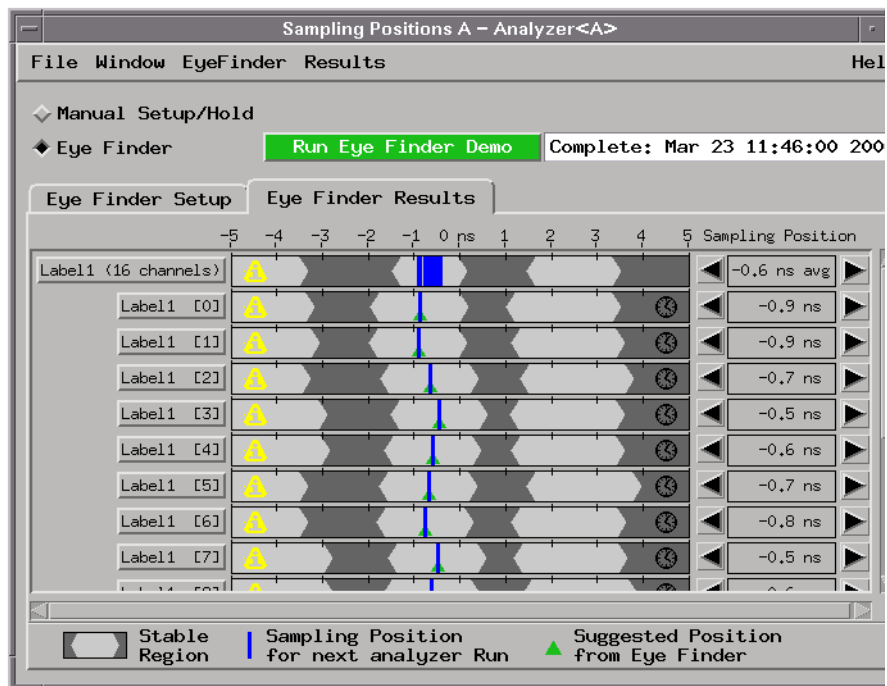 Sampling Positions A – Analyzer<A>
File Window EyeFinder Results Hel
Manual Setup/Hold
Eye Finder Run Eye Finder Demo Complete: Mar 23 11:46:00 200
Eye Finder Setup Eye Finder Results
-5 -4 -3 -2 -1 0 ns 1 2 3 4 5 Sampling Position
Label1 (16 channels) -0.6 ns avg
Label1 [0] -0.9 ns
Label1 [1] -0.9 ns
Label1 [2] -0.7 ns
Label1 [3] -0.5 ns
Label1 [4] -0.6 ns
Label1 [5] -0.7 ns
Label1 [6] -0.8 ns
Label1 [7] -0.5 ns
Stable Region
Sampling Position for next analyzer Run
Suggested Position from Eye Finder